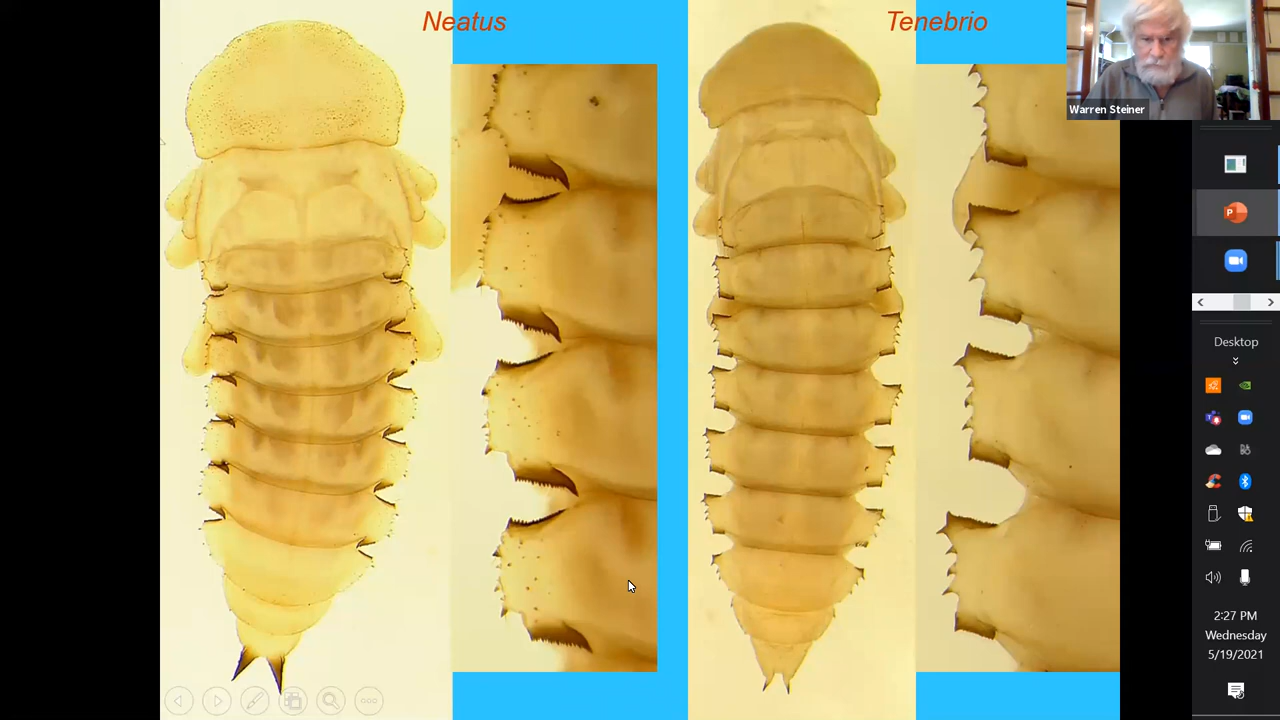 Neatus
Tenebrio
Warren Steiner
Desktop
2:27 PM
Wednesday
5/19/2021